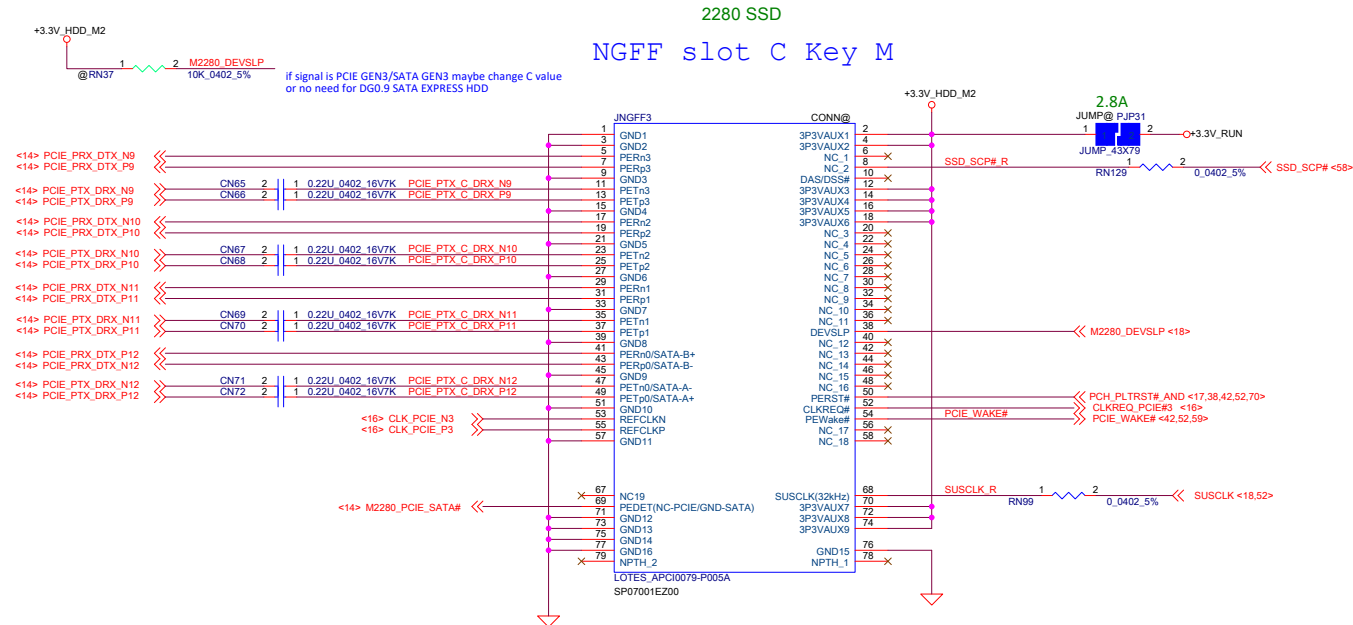 2280 SSD
NGFF slot C Key M
+3.3V_HDD_M2
@RN37 1 2 M2280_DEVSLP
10K_0402_5%
if signal is PCIE GEN3/SATA GEN3 maybe change C value
or no need for DG0.9 SATA EXPRESS HDD
+3.3V_HDD_M2
2.8A
JUMP@ PJP31
1 2 +3.3V_RUN
JUMP_43X79
JNGFF3 CONN@
1 GND1 3P3VAUX1 2
3 GND2 3P3VAUX2 4
<14> PCIE_PRX_DTX_N9 5 PERn3 NC_1 6
<14> PCIE_PRX_DTX_P9 7 PERp3 NC_2 8 SSD_SCP#_R RN129 1 2 0_0402_5% SSD_SCP# <58>
9 GND3 DAS/DSS# 10
<14> PCIE_PTX_DRX_N9 CN65 2 1 0.22U_0402_16V7K PCIE_PTX_C_DRX_N9 11 PETn3 3P3VAUX3 12
<14> PCIE_PTX_DRX_P9 CN66 2 1 0.22U_0402_16V7K PCIE_PTX_C_DRX_P9 13 PETp3 3P3VAUX4 14
15 GND4 3P3VAUX5 16
<14> PCIE_PRX_DTX_N10 17 PERn2 3P3VAUX6 18
<14> PCIE_PRX_DTX_P10 19 PERp2 NC_3 20
21 GND5 NC_4 22
<14> PCIE_PTX_DRX_N10 CN67 2 1 0.22U_0402_16V7K PCIE_PTX_C_DRX_N10 23 PETn2 NC_5 24
<14> PCIE_PTX_DRX_P10 CN68 2 1 0.22U_0402_16V7K PCIE_PTX_C_DRX_P10 25 PETp2 NC_6 26
27 GND6 NC_7 28
<14> PCIE_PRX_DTX_N11 29 PERn1 NC_8 30
<14> PCIE_PRX_DTX_P11 31 PERp1 NC_9 32
33 GND7 NC_10 34
<14> PCIE_PTX_DRX_N11 CN69 2 1 0.22U_0402_16V7K PCIE_PTX_C_DRX_N11 35 PETn1 NC_11 36
<14> PCIE_PTX_DRX_P11 CN70 2 1 0.22U_0402_16V7K PCIE_PTX_C_DRX_P11 37 PETp1 DEVSLP 38 M2280_DEVSLP <18>
39 GND8 NC_12 40
<14> PCIE_PRX_DTX_P12 41 PERn0/SATA-B+ NC_13 42
<14> PCIE_PRX_DTX_N12 43 PERp0/SATA-B- NC_14 44
45 GND9 NC_15 46
<14> PCIE_PTX_DRX_N12 CN71 2 1 0.22U_0402_16V7K PCIE_PTX_C_DRX_N12 47 PETn0/SATA-A- NC_16 48
<14> PCIE_PTX_DRX_P12 CN72 2 1 0.22U_0402_16V7K PCIE_PTX_C_DRX_P12 49 PETp0/SATA-A+ PERST# 50 PCH_PLTRST#_AND <17,38,42,52,70>
51 GND10 CLKREQ# 52 CLKREQ_PCIE#3 <16>
<16> CLK_PCIE_N3 53 REFCLKN PEWake# 54 PCIE_WAKE# PCIE_WAKE# <42,52,59>
<16> CLK_PCIE_P3 55 REFCLKP NC_17 56
57 GND11 NC_18 58
67 NC19 SUSCLK(32kHz) 68 SUSCLK_R RN99 1 2 0_0402_5% SUSCLK <18,52>
<14> M2280_PCIE_SATA# 69 PEDET(NC-PCIE/GND-SATA) 3P3VAUX7 70
71 GND12 3P3VAUX8 72
73 GND13 3P3VAUX9 74
75 GND14
77 GND16 GND15 76
79 NPTH_2 NPTH_1 78
LOTES_APCI0079-P005A
SP07001EZ00